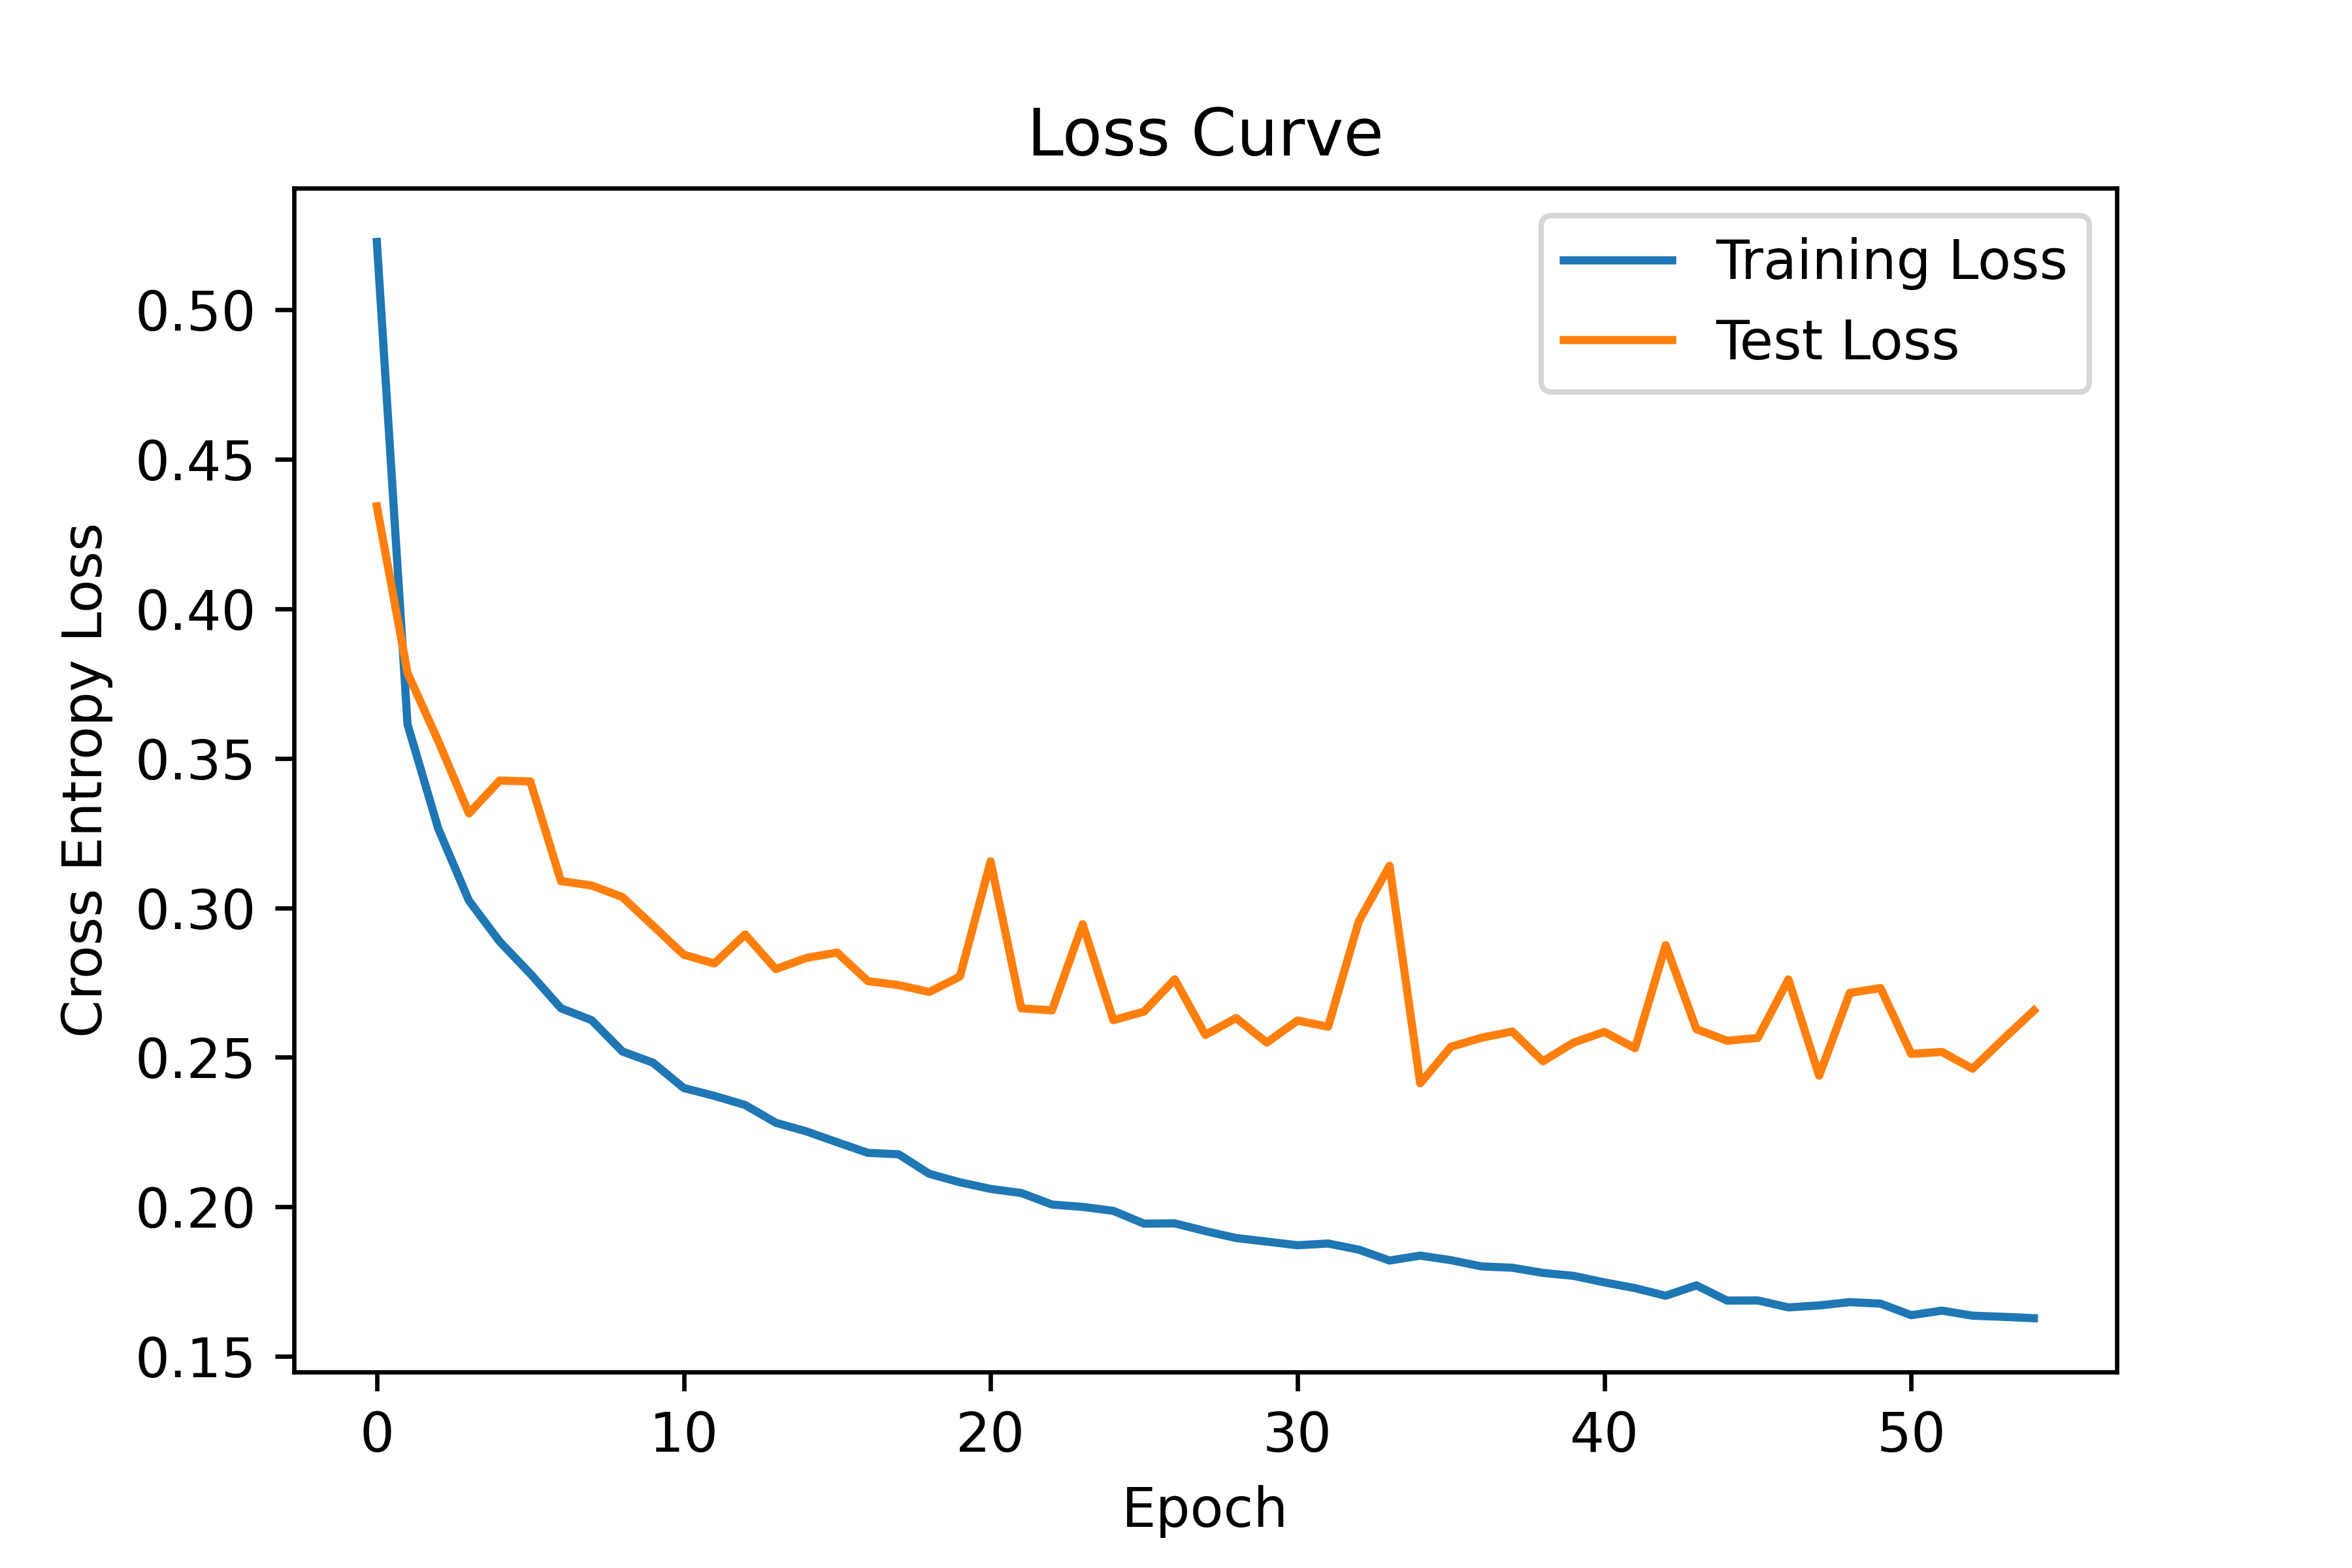 Loss Curve
Training Loss
Test Loss
Cross Entropy Loss
0.50
0.45
0.40
0.35
0.30
0.25
0.20
0.15
0 10 20 30 40 50
Epoch